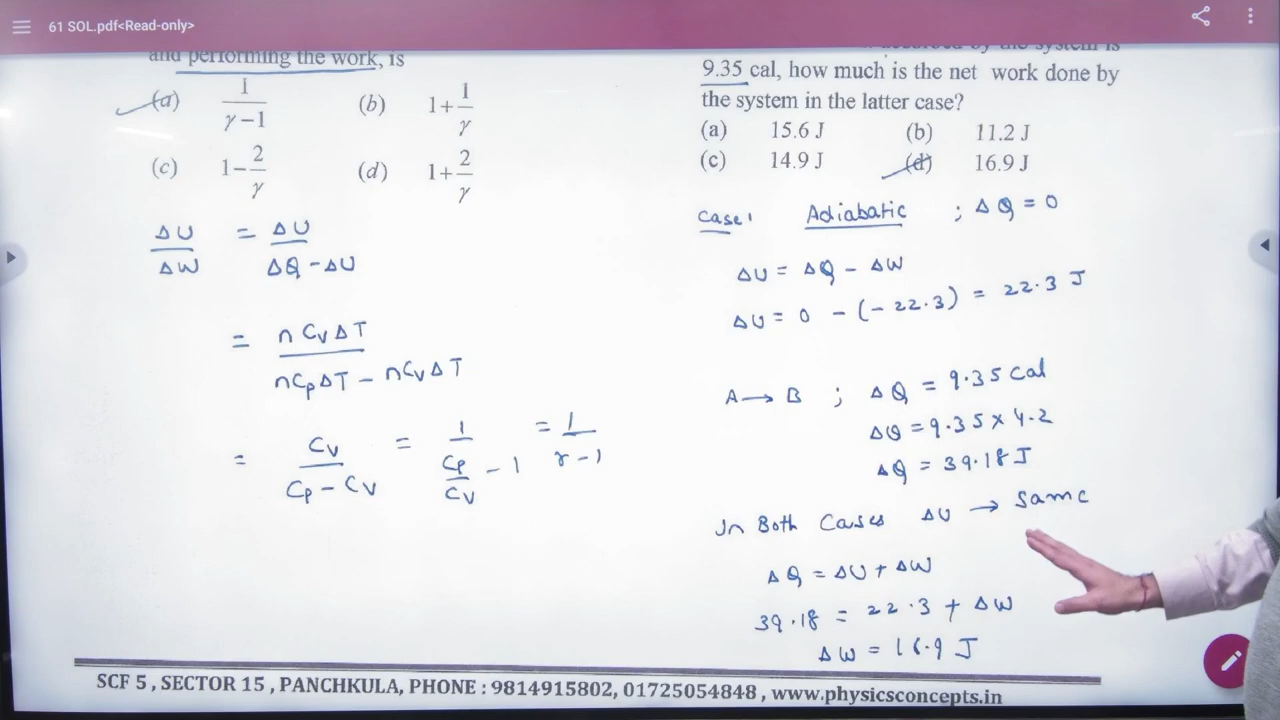 61 SOL.pdf<Read-only>
and performing the work, is
(a) 1/(γ−1) (b) 1+1/γ
(c) 1−2/γ (d) 1+2/γ
ΔU/ΔW = ΔU/(ΔQ − ΔU)
= nCvΔT/(nCpΔT − nCvΔT)
= Cv/(Cp − Cv) = 1/(Cp/Cv − 1) = 1/(γ−1)
by the system is
9.35 cal, how much is the net work done by
the system in the latter case?
(a) 15.6 J (b) 11.2 J
(c) 14.9 J (d) 16.9 J
Case 1 Adiabatic ; ΔQ = 0
ΔU = ΔQ − ΔW
ΔU = 0 − (−22.3) = 22.3 J
A → B ; ΔQ = 9.35 Cal
ΔQ = 9.35 × 4.2
ΔQ = 39.18 J
In Both Cases ΔU → Same
ΔQ = ΔU + ΔW
39.18 = 22.3 + ΔW
ΔW = 16.9 J
SCF 5 , SECTOR 15 , PANCHKULA, PHONE : 9814915802, 01725054848 , www.physicsconcepts.in